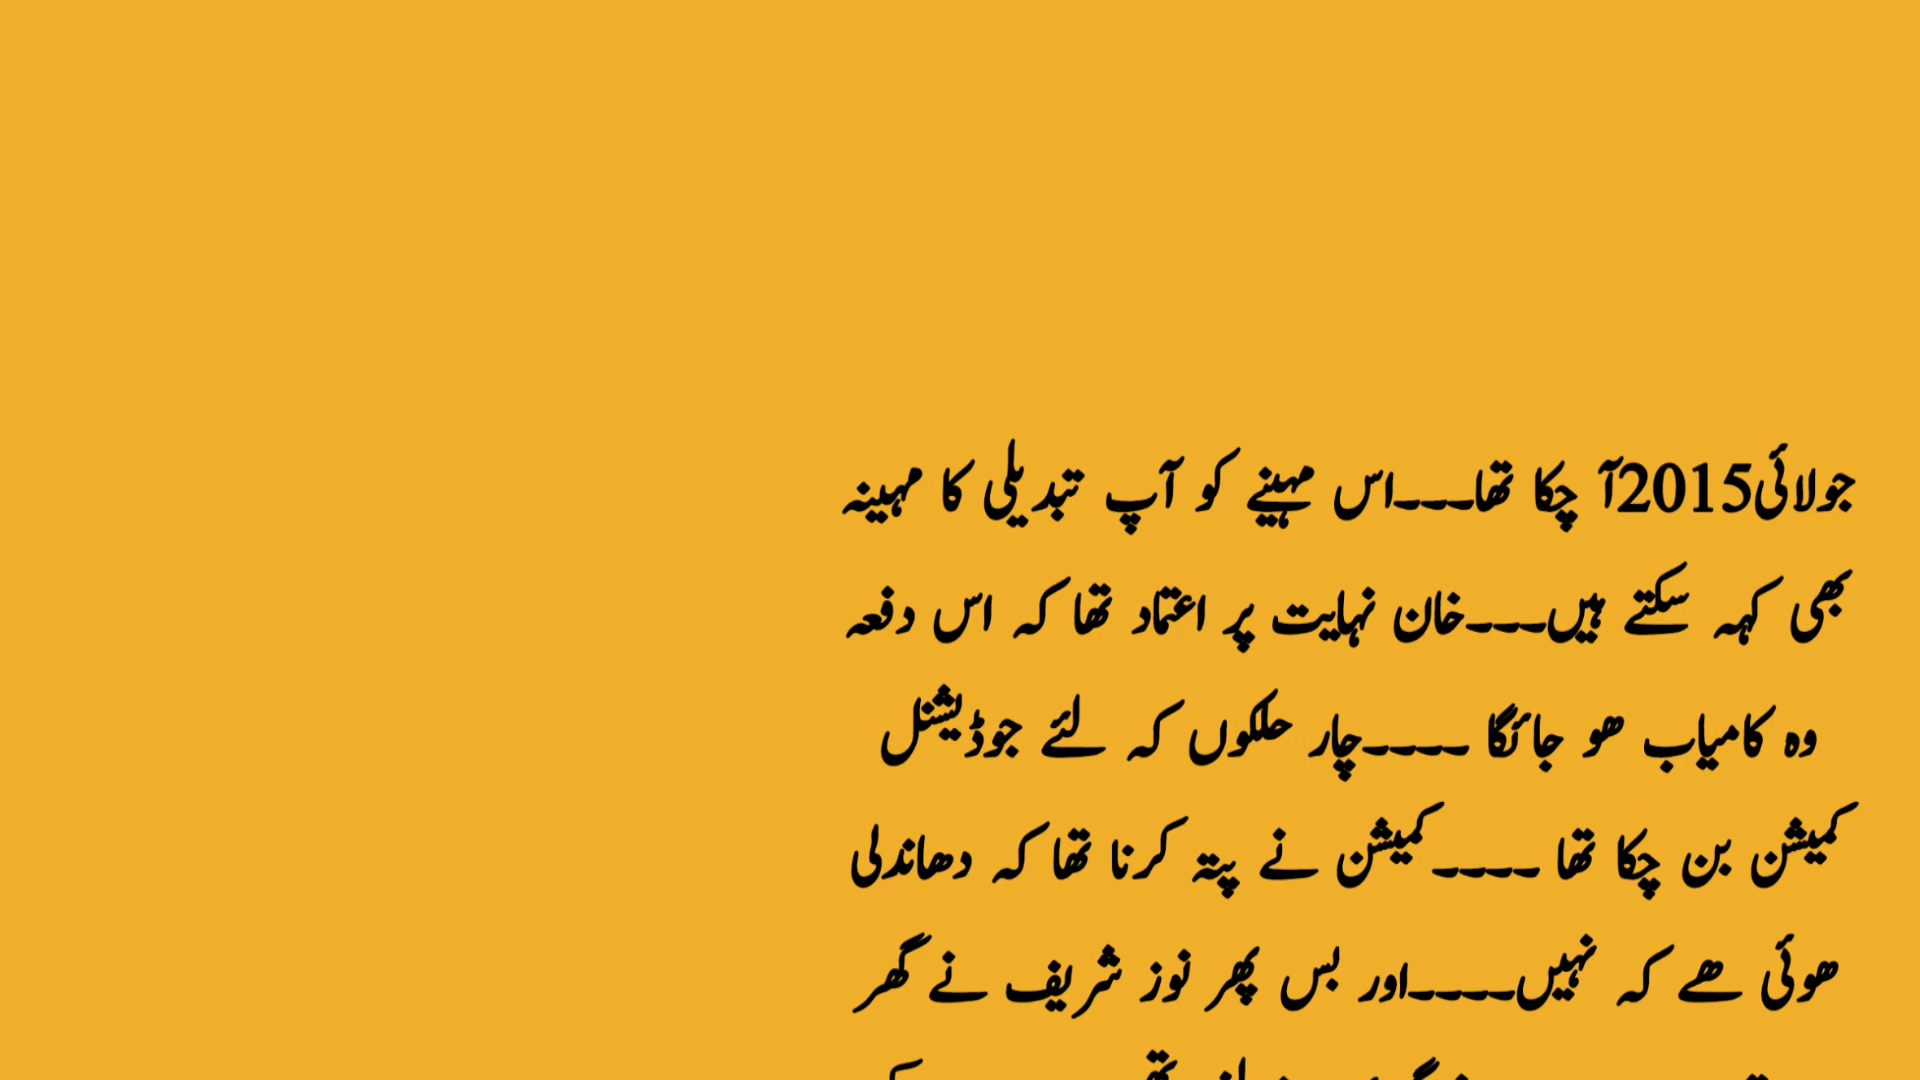 جولائی2015آ چکا تھا۔۔۔اس مہینے کو آپ تبدیلی کا مہینہ
بھی کہہ سکتے ہیں۔۔۔خان نہایت پر اعتماد تھا کہ اس دفعہ
وہ کامیاب ھو جائگا ۔۔۔۔چار حلکوں کہ لئے جوڈیشنل
کمیشن بن چکا تھا ۔۔۔۔کمیشن نے پتہ کرنا تھا کہ دھاندلی
ھوئی ھے کہ نہیں۔۔۔۔اور بس پھر نوز شریف نے گھر